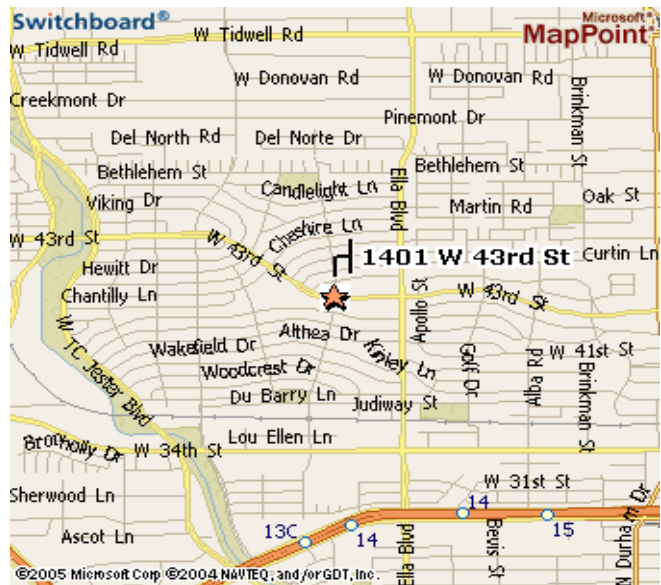 Switchboard®
Microsoft®
MapPoint®
W Tidwell Rd
W Tidwell Rd
W Donovan Rd
W Donovan Rd
Creekmont Dr
Brinkman St
Pinemont Dr
Del North Rd
Del Norte Dr
Bethlehem St
Bethlehem St
Ella Blvd
Candlelight Ln
Oak St
Viking Dr
Martin Rd
Cheshire Ln
W 43rd St
W 43rd St
1401 W 43rd St
Curtin Ln
Hewitt Dr
Chantilly Ln
Apollo St
W 43rd St
Althea Dr
Wakefield Dr
Kinley Ln
Golf Dr
Alba Rd
W 41st St
Woodcrest Dr
Brinkman St
W TC Jester Blvd
Du Barry Ln
Judiway St
Lou Ellen Ln
W 34th St
W 31st St
Sherwood Ln
14
13C
14
15
Ascot Ln
Ella-Blvd
Bevis St
N Durham Dr
©2005 Microsoft Corp ©2004 NAVTEQ, and/or GDT, Inc.